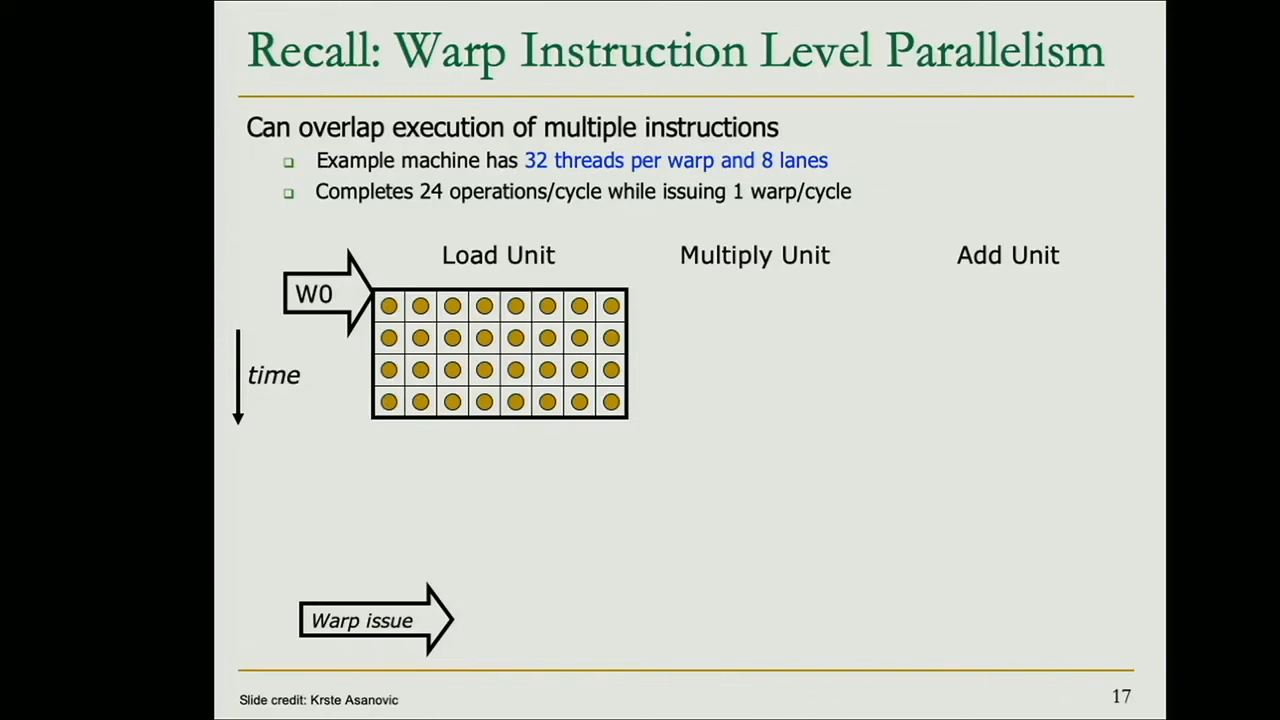 Recall: Warp Instruction Level Parallelism
Can overlap execution of multiple instructions
Example machine has 32 threads per warp and 8 lanes
Completes 24 operations/cycle while issuing 1 warp/cycle
Load Unit
Multiply Unit
Add Unit
W0
time
Warp issue
Slide credit: Krste Asanovic
17